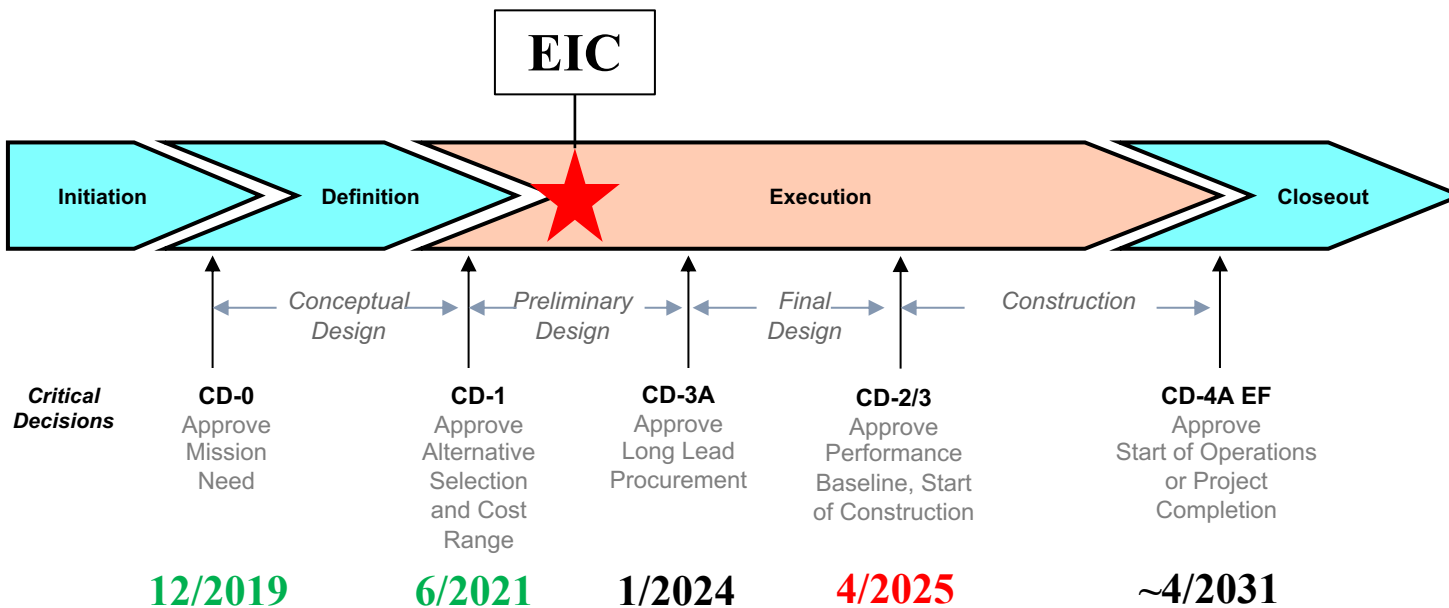 EIC
Initiation
Definition
Execution
Closeout
Conceptual
Design
Preliminary
Design
Final
Design
Construction
Critical
Decisions
CD-0
Approve
Mission
Need
CD-1
Approve
Alternative
Selection
and Cost
Range
CD-3A
Approve
Long Lead
Procurement
CD-2/3
Approve
Performance
Baseline, Start
of Construction
CD-4A EF
Approve
Start of Operations
or Project
Completion
12/2019
6/2021
1/2024
4/2025
~4/2031